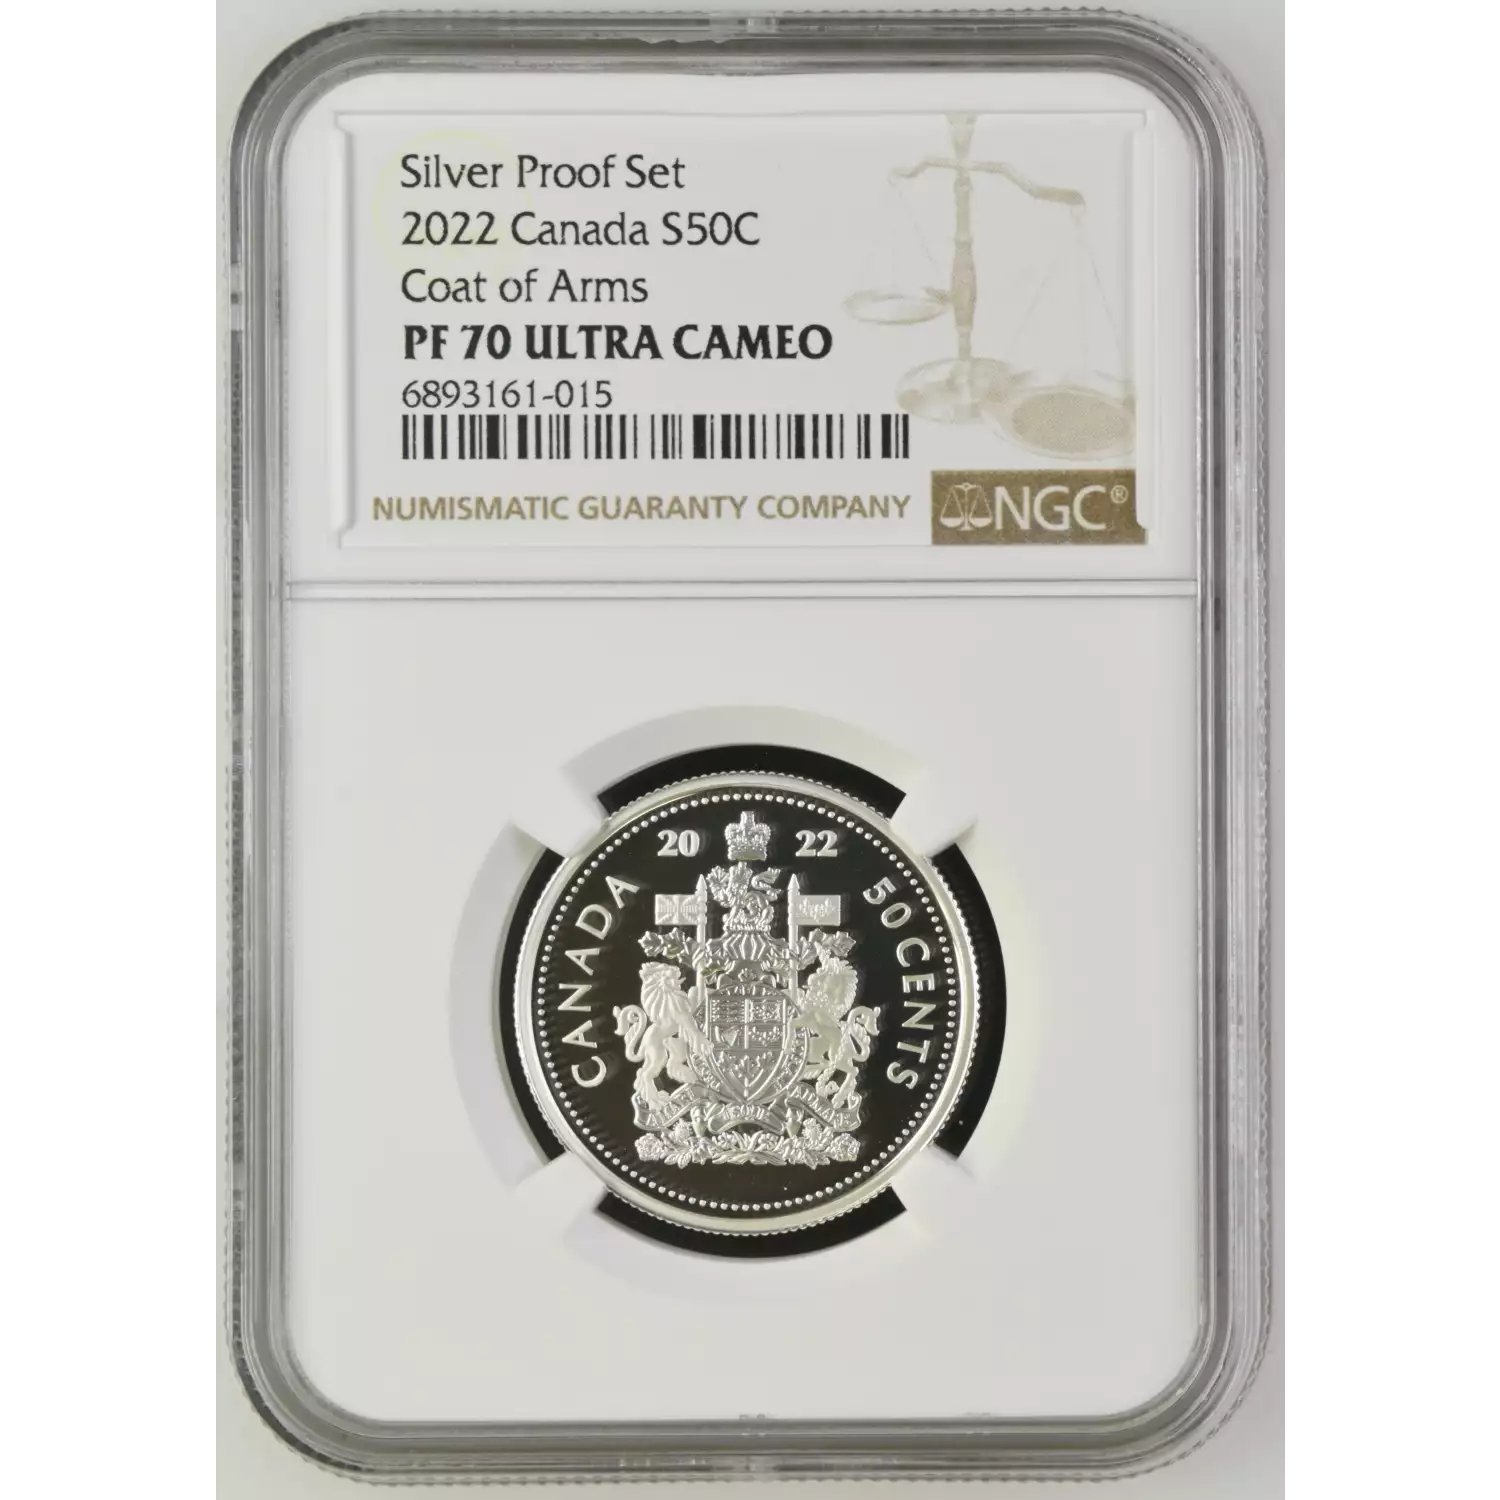 Silver Proof Set
2022 Canada S50C
Coat of Arms
PF 70 ULTRA CAMEO
6893161-015
NUMISMATIC GUARANTY COMPANY
NGC®
20 22
CANADA
50 CENTS